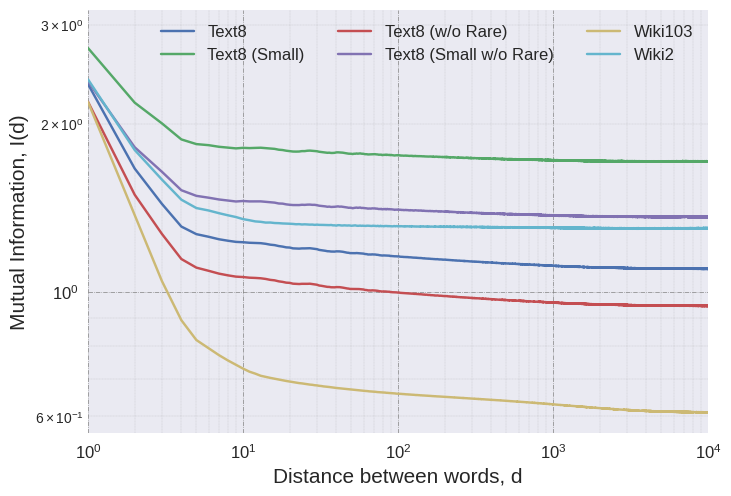 3 × 10⁰
2 × 10⁰
10⁰
6 × 10⁻¹
Mutual Information, I(d)
Text8
Text8 (Small)
Text8 (w/o Rare)
Text8 (Small w/o Rare)
Wiki103
Wiki2
10⁰ 10¹ 10² 10³ 10⁴
Distance between words, d